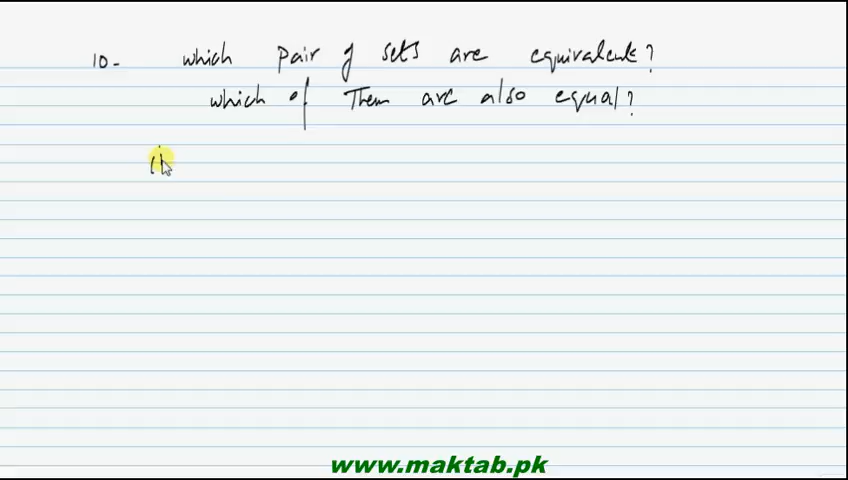 10- which pair of sets are equivalent?
which of Them are also equal?
(i
www.maktab.pk